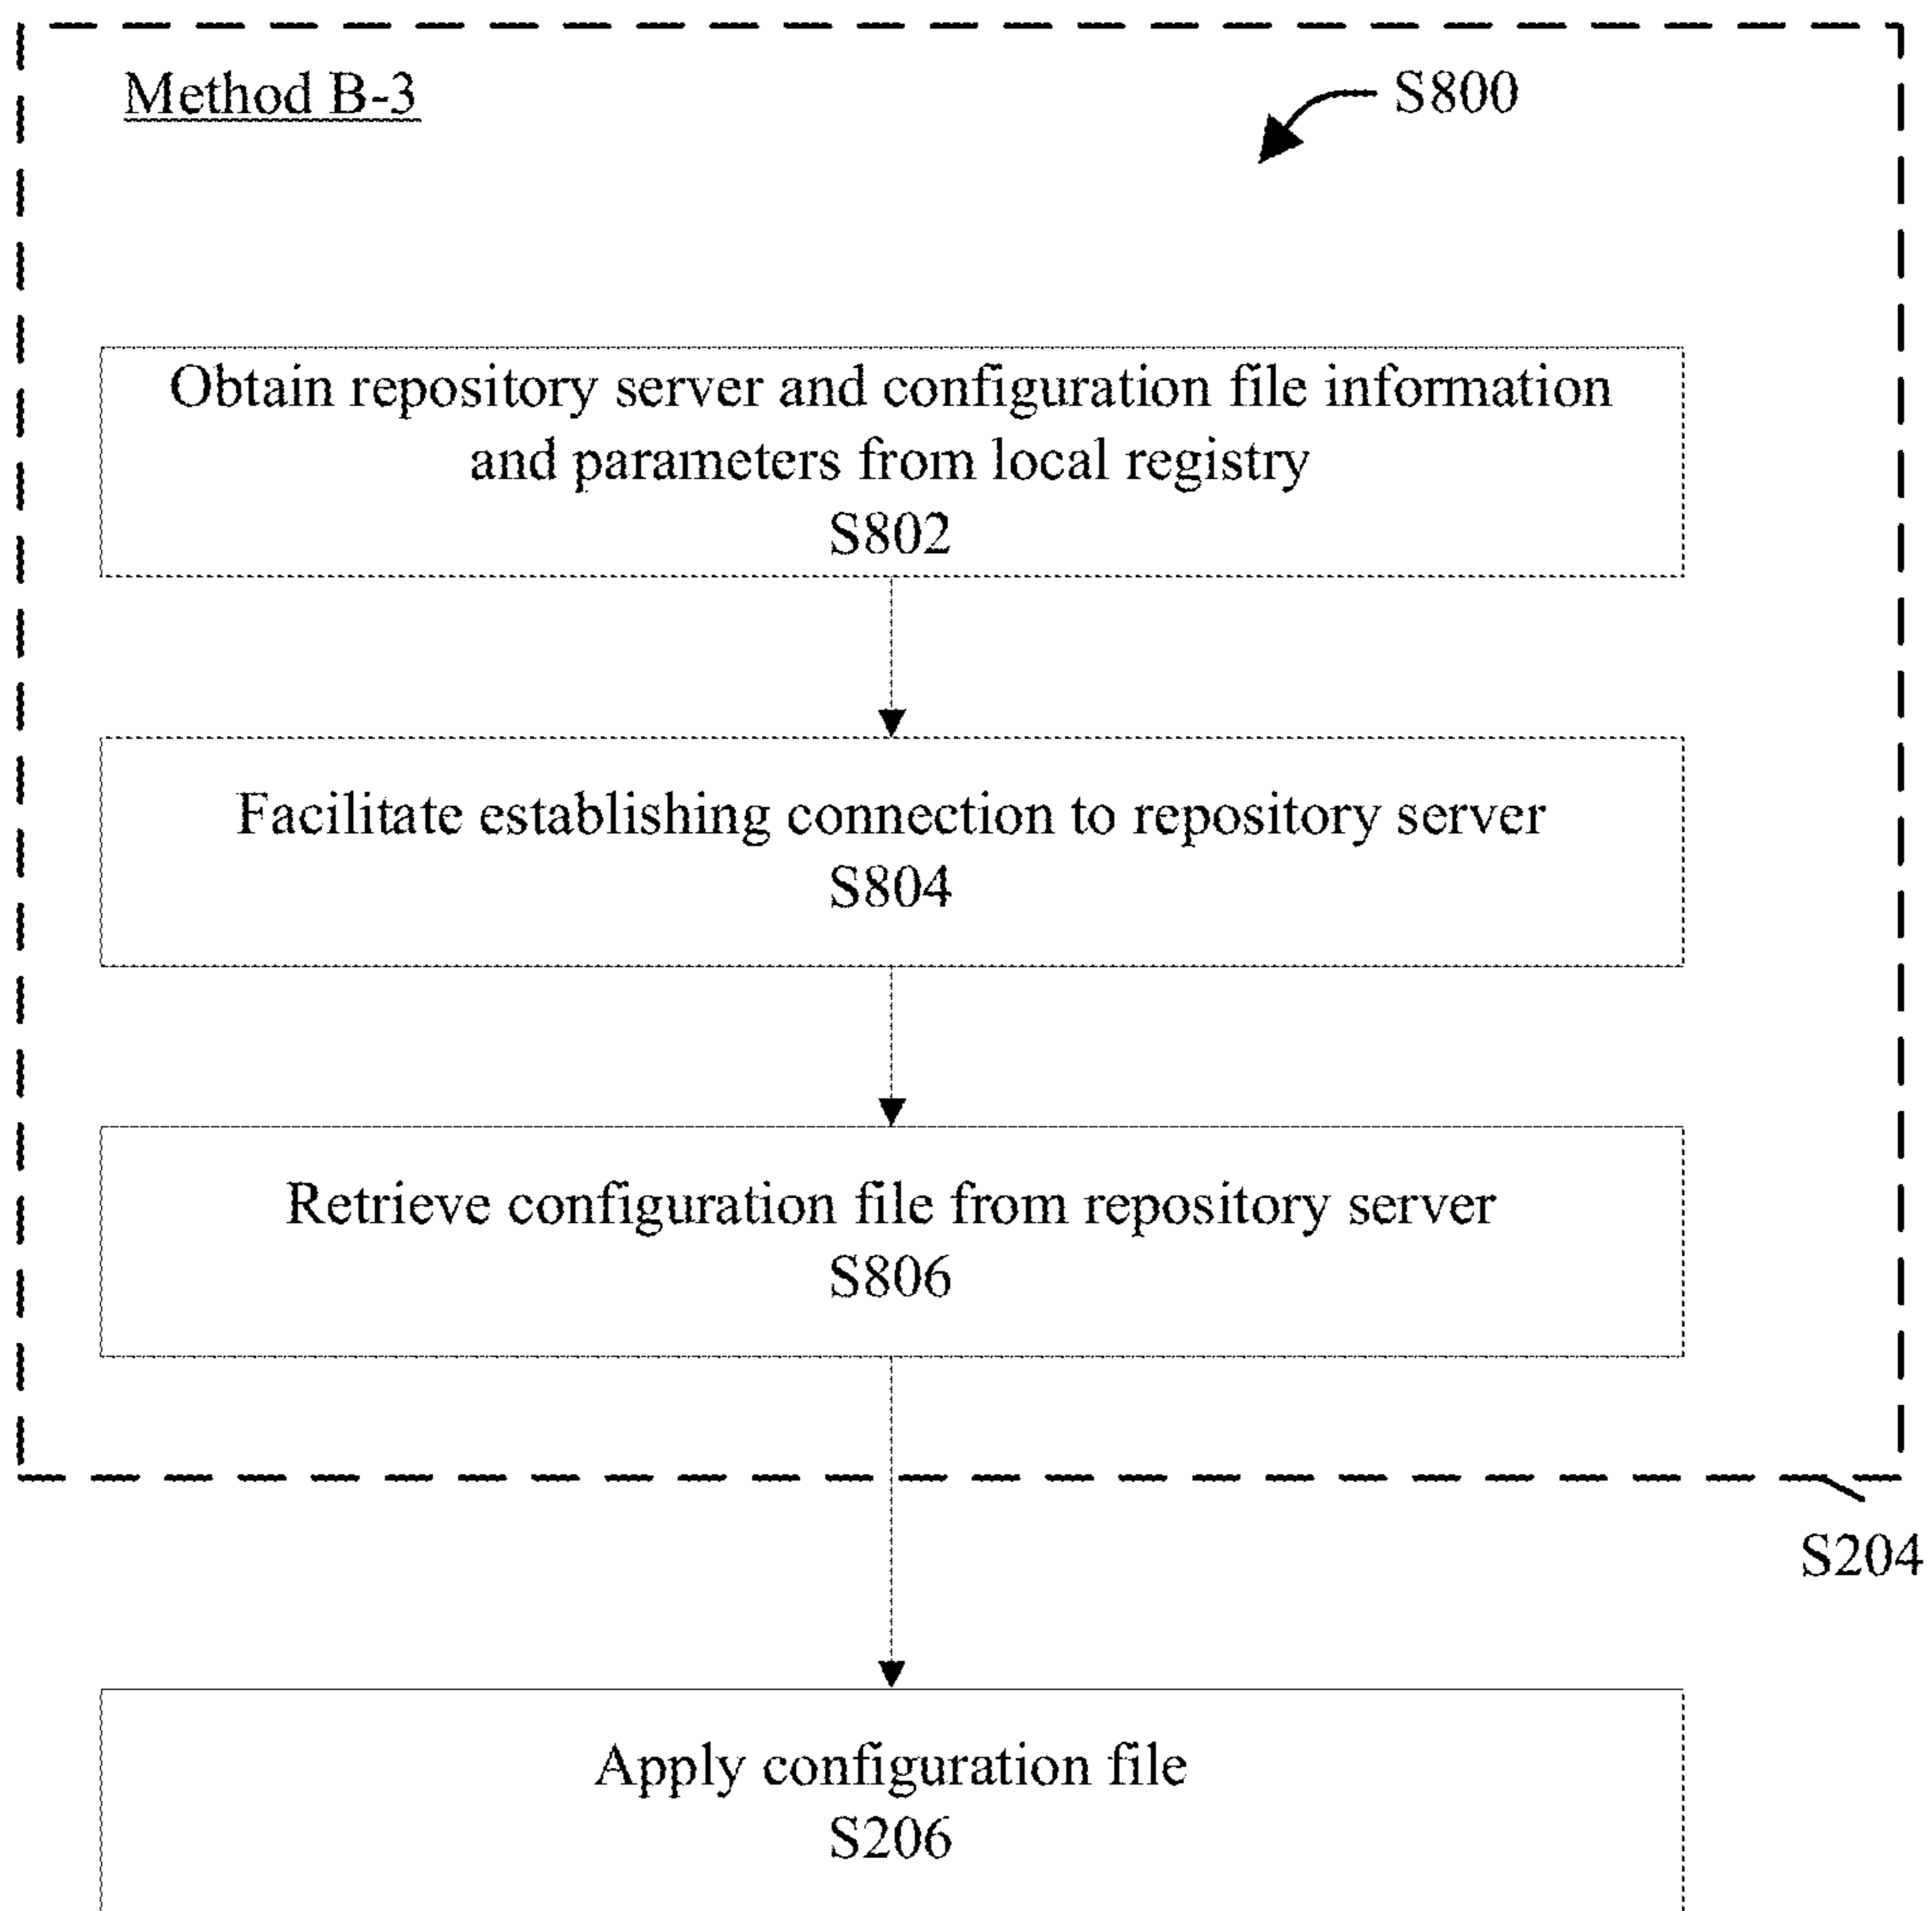 Method B-3
S800
Obtain repository server and configuration file information
and parameters from local registry
S802
Facilitate establishing connection to repository server
S804
Retrieve configuration file from repository server
S806
S204
Apply configuration file
S206